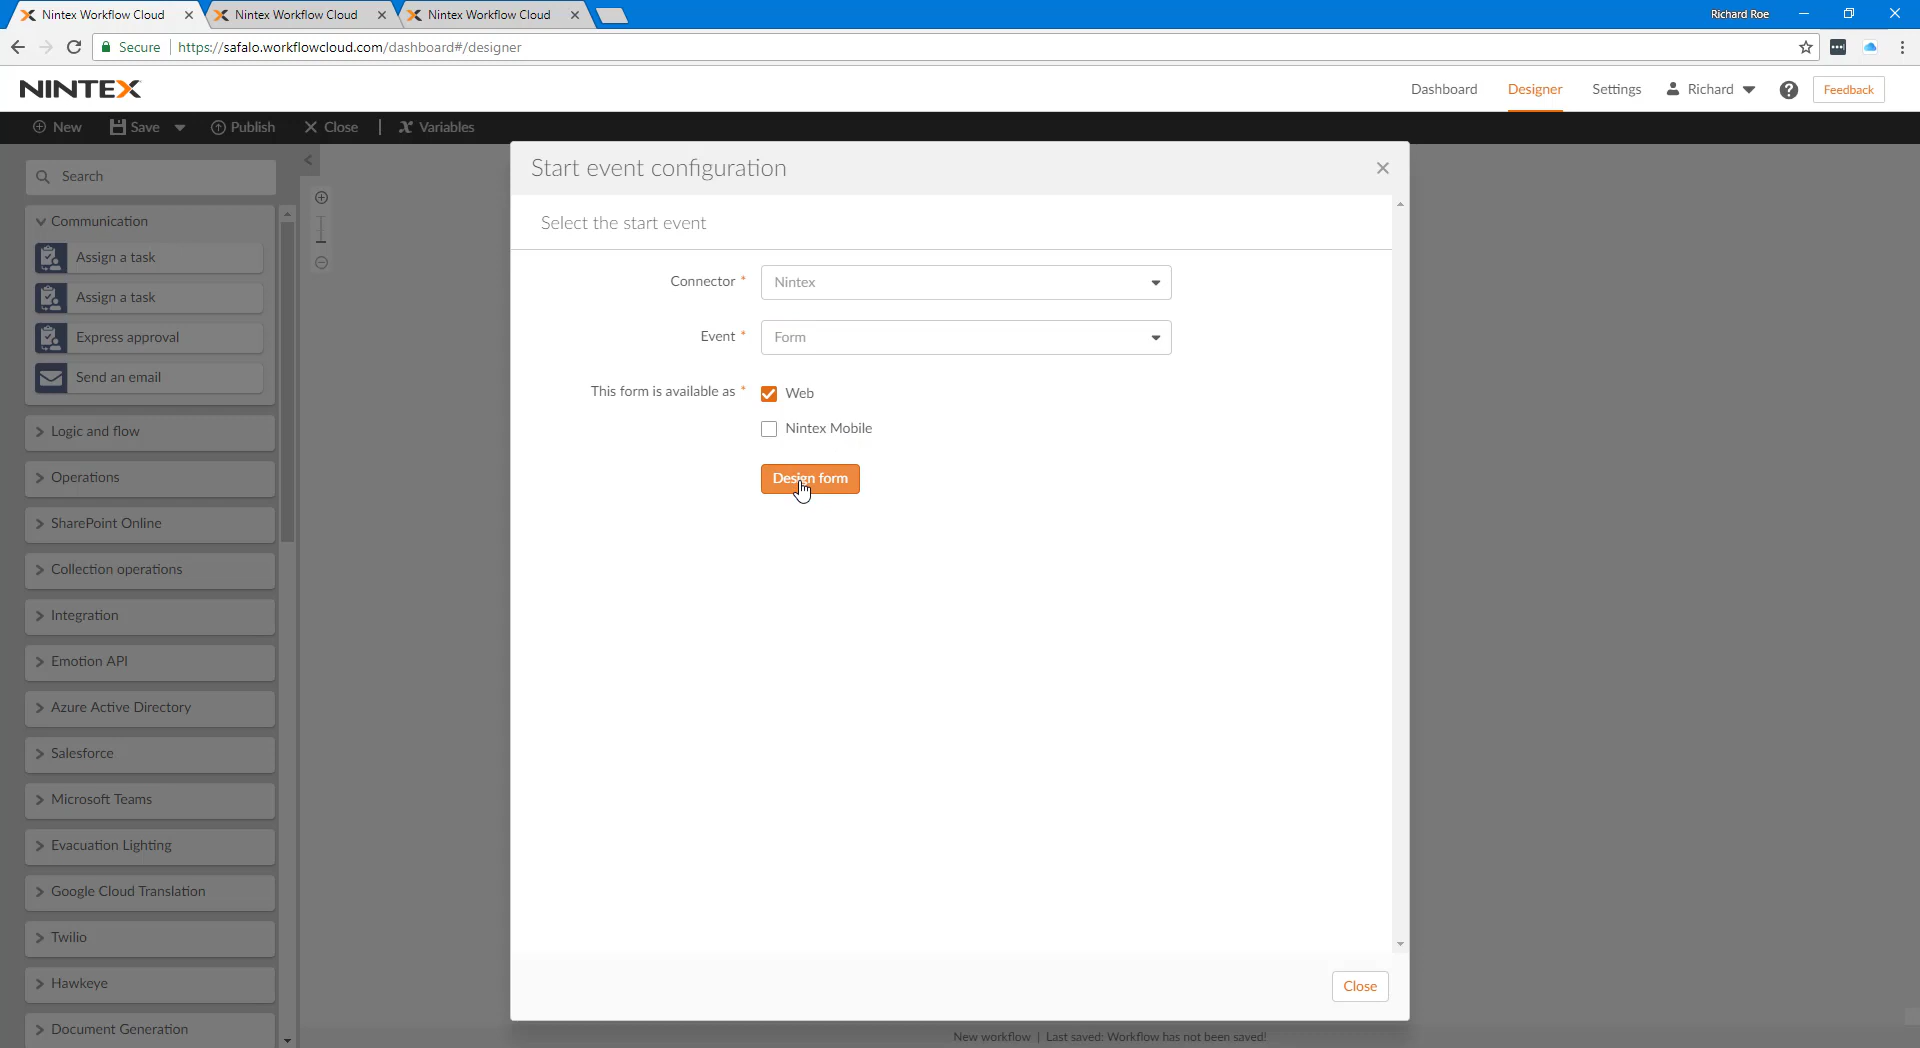 Nintex Workflow Cloud
Nintex Workflow Cloud
Nintex Workflow Cloud
Richard Roe
Secure
https://safalo.workflowcloud.com/dashboard#/designer
NINTEX
Dashboard
Designer
Settings
Richard
Feedback
New
Save
Publish
Close
Variables
Search
Communication
Assign a task
Assign a task
Express approval
Send an email
Logic and flow
Operations
SharePoint Online
Collection operations
Integration
Emotion API
Azure Active Directory
Salesforce
Microsoft Teams
Evacuation Lighting
Google Cloud Translation
Twilio
Hawkeye
Document Generation
Start event configuration
Select the start event
Connector *
Nintex
Event *
Form
This form is available as *
Web
Nintex Mobile
Design form
Close
New workflow | Last saved: Workflow has not been saved!